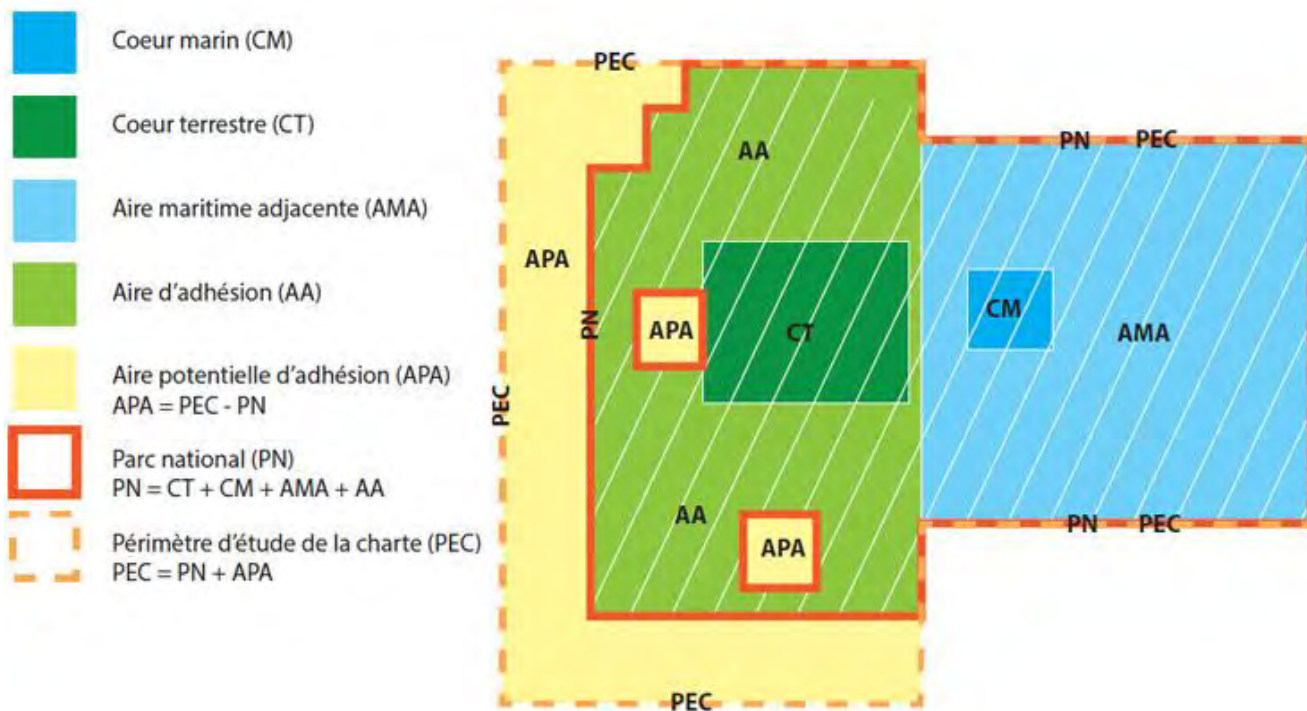 Coeur marin (CM)
Coeur terrestre (CT)
Aire maritime adjacente (AMA)
Aire d'adhésion (AA)
Aire potentielle d'adhésion (APA)
APA = PEC - PN
Parc national (PN)
PN = CT + CM + AMA + AA
Périmètre d'étude de la charte (PEC)
PEC = PN + APA
PEC
AA
PN PEC
APA
PN
APA
CT
CM
AMA
PEC
AA
APA
PN PEC
PEC